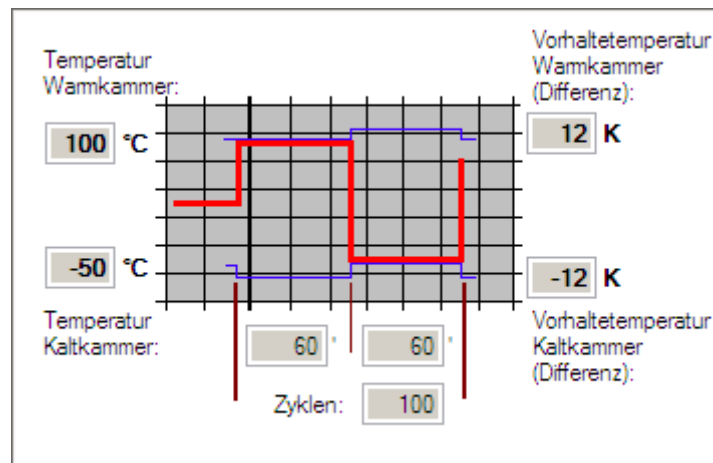 Temperatur
Warmkammer:
100 °C
Vorhaltetemperatur
Warmkammer
(Differenz):
12 K
-50 °C
Temperatur
Kaltkammer:
-12 K
Vorhaltetemperatur
Kaltkammer
(Differenz):
60 ' 60 '
Zyklen: 100